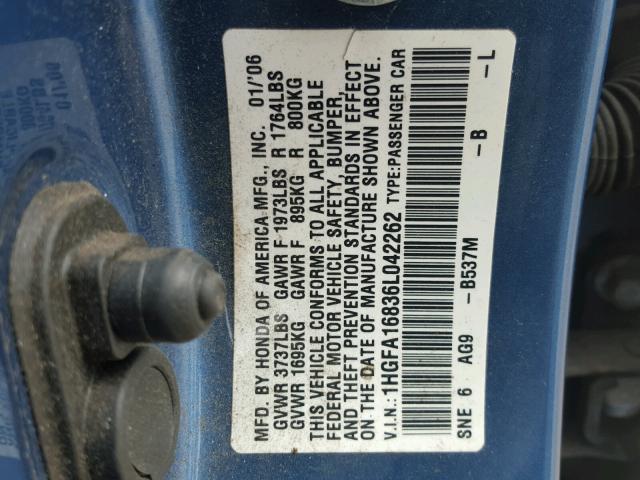 MFD. BY HONDA OF AMERICA MFG., INC. 01/'06
GVWR 3737LBS GAWR F 1973LBS R 1764LBS
GVWR 1695KG GAWR F 895KG R 800KG
THIS VEHICLE CONFORMS TO ALL APPLICABLE
FEDERAL MOTOR VEHICLE SAFETY, BUMPER,
AND THEFT PREVENTION STANDARDS IN EFFECT
ON THE DATE OF MANUFACTURE SHOWN ABOVE.
V.I.N.: 1HGFA16836L042262 TYPE:PASSENGER CAR
SNE 6 AG9 -B537M -B -L